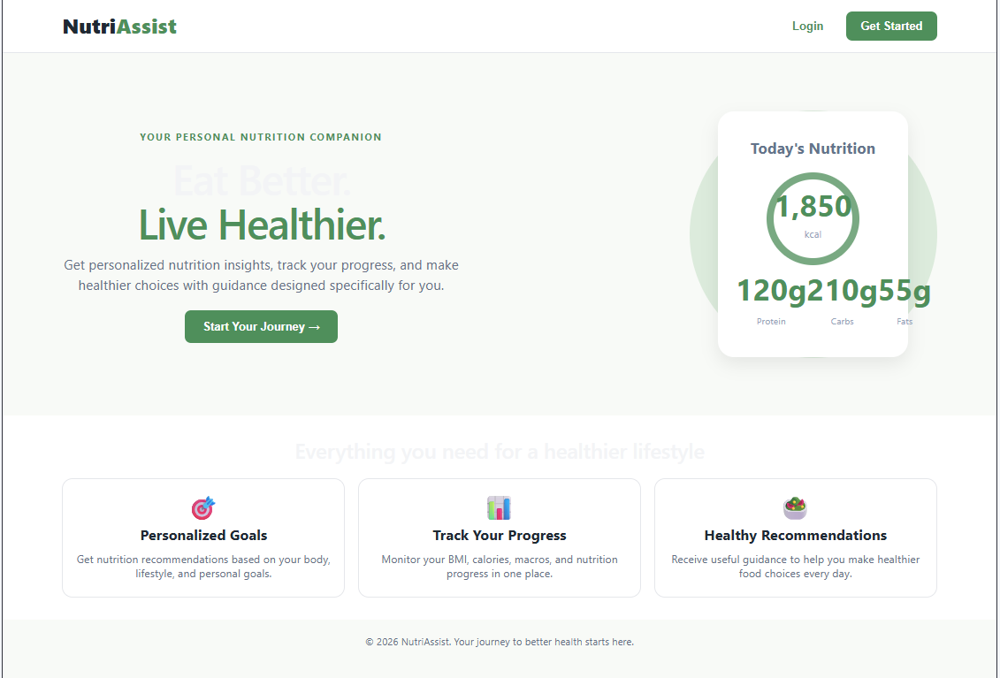 NutriAssist
Login
Get Started
YOUR PERSONAL NUTRITION COMPANION
Eat Better.
Live Healthier.
Get personalized nutrition insights, track your progress, and make
healthier choices with guidance designed specifically for you.
Start Your Journey →
Today's Nutrition
1,850
kcal
120g210g55g
Protein Carbs Fats
Everything you need for a healthier lifestyle
Personalized Goals
Get nutrition recommendations based on your body,
lifestyle, and personal goals.
Track Your Progress
Monitor your BMI, calories, macros, and nutrition
progress in one place.
Healthy Recommendations
Receive useful guidance to help you make healthier
food choices every day.
© 2026 NutriAssist. Your journey to better health starts here.